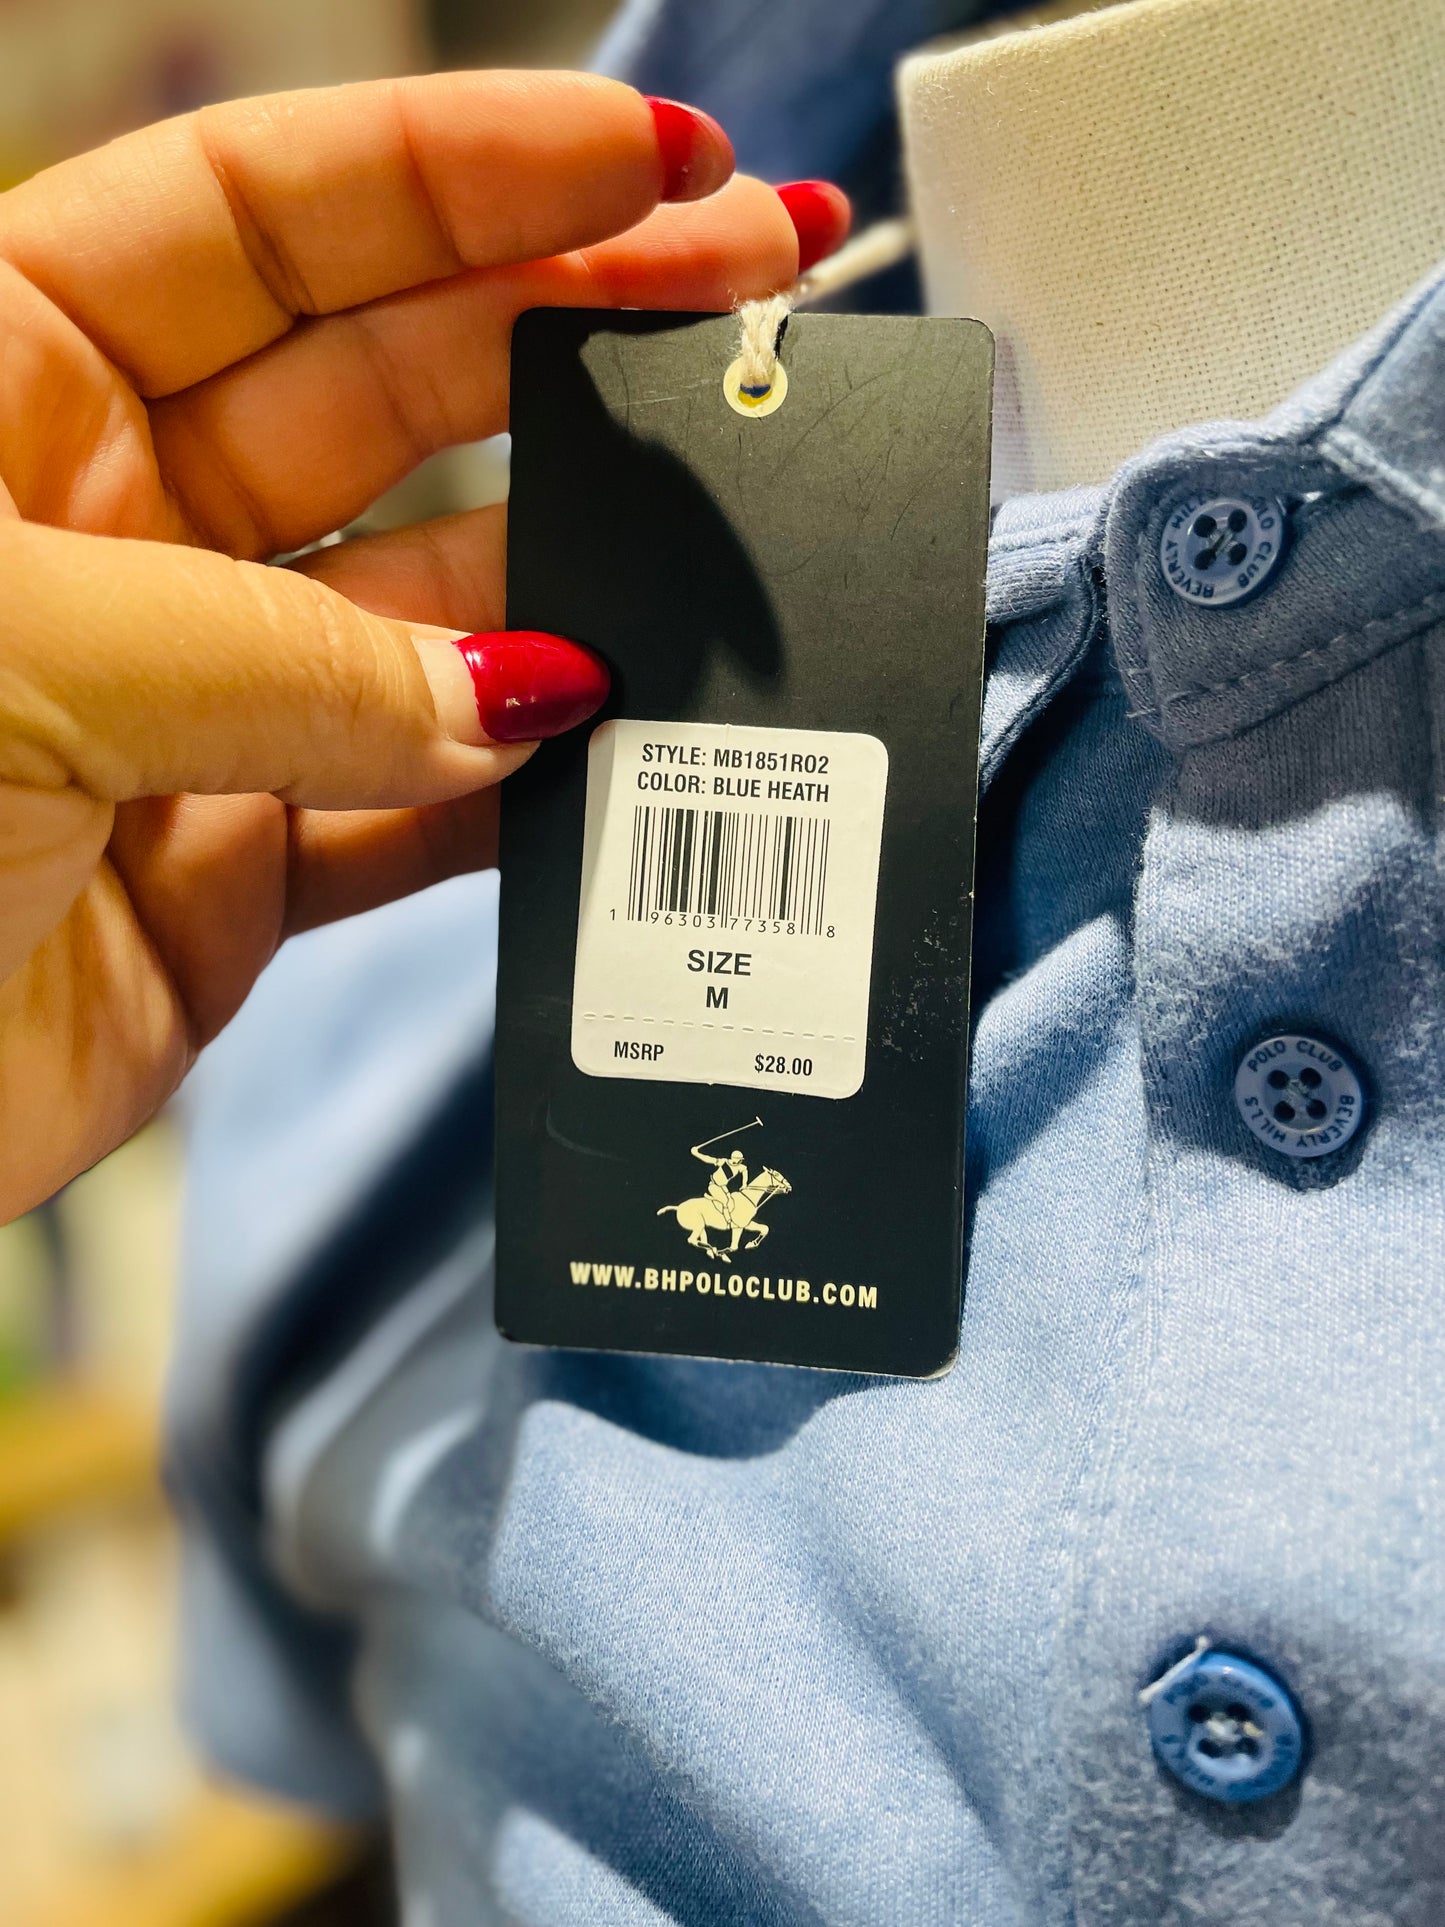 STYLE: MB1851R02
COLOR: BLUE HEATH
1 96303 77358 8
SIZE
M
MSRP $28.00
WWW.BHPOLOCLUB.COM
POLO CLUB BEVERLY HILLS
POLO CLUB BEVERLY HILLS